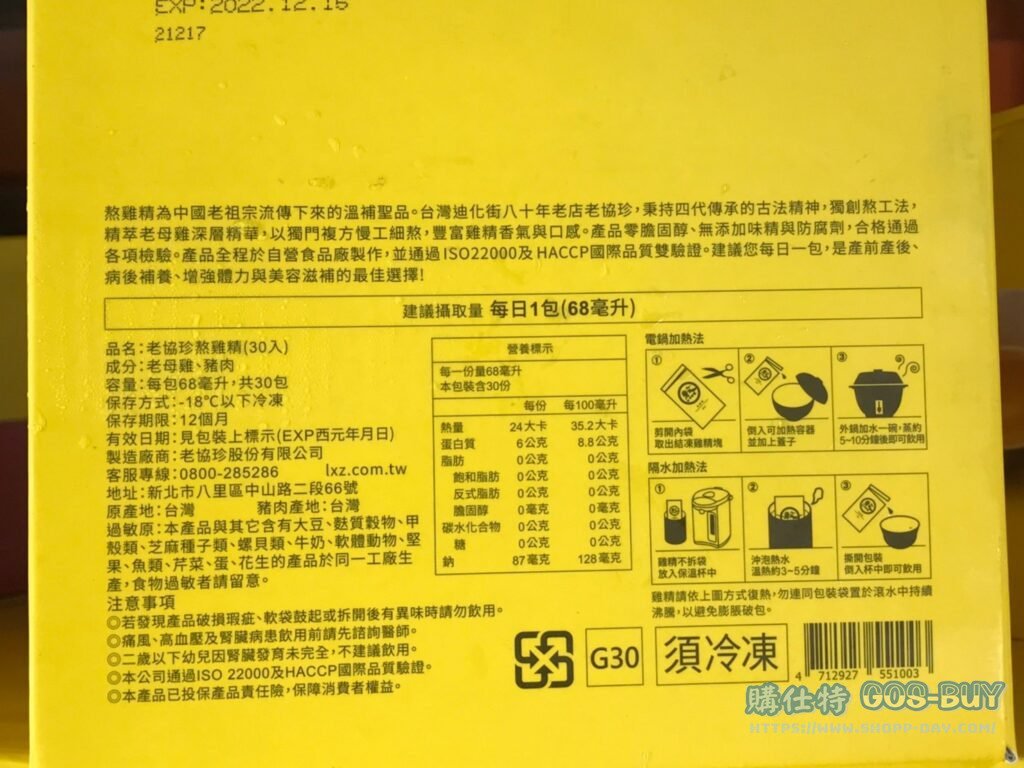 EXP:2022.12.16
21217
熬雞精為中國老祖宗流傳下來的溫補聖品。台灣迪化街八十年老店老協珍,秉持四代傳承的古法精神,獨創熬工法,
精萃老母雞深層精華,以獨門複方慢工細熬,豐富雞精香氣與口感。產品零膽固醇、無添加味精與防腐劑,合格通過
各項檢驗。產品全程於自營食品廠製作,並通過ISO22000及HACCP國際品質雙驗證。建議您每日一包,是產前產後、
病後補養、增強體力與美容滋補的最佳選擇!
建議攝取量 每日1包(68毫升)
品名:老協珍熬雞精(30入)
成分:老母雞、豬肉
容量:每包68毫升,共30包
保存方式:-18°C以下冷凍
保存期限:12個月
有效日期:見包裝上標示(EXP西元年月日)
製造廠商:老協珍股份有限公司
客服專線:0800-285286 lxz.com.tw
地址:新北市八里區中山路二段66號
原產地:台灣 豬肉產地:台灣
過敏原:本產品與其它含有大豆、麩質穀物、甲
殼類、芝麻種子類、螺貝類、牛奶、軟體動物、堅
果、魚類、芹菜、蛋、花生的產品於同一工廠生
產,食物過敏者請留意。
注意事項
◎若發現產品破損瑕疵、軟袋鼓起或拆開後有異味時請勿飲用。
◎痛風、高血壓及腎臟病患飲用前請先諮詢醫師。
◎二歲以下幼兒因腎臟發育未完全,不建議飲用。
◎本公司通過ISO 22000及HACCP國際品質驗證。
◎本產品已投保產品責任險,保障消費者權益。
營養標示
每一份量68毫升
本包裝含30份
每份 每100毫升
熱量 24大卡 35.2大卡
蛋白質 6公克 8.8公克
脂肪 0公克 0公克
飽和脂肪 0公克 0公克
反式脂肪 0公克 0公克
膽固醇 0毫克 0毫克
碳水化合物 0公克 0公克
糖 0公克 0公克
鈉 87毫克 128毫克
電鍋加熱法
① ② ③
剪開內袋
取出結凍雞精塊
倒入可加熱容器
並加上蓋子
外鍋加水一碗,蒸約
5~10分鐘後即可飲用
隔水加熱法
① ② ③
雞精不拆袋
放入保溫杯中
沖泡熱水
溫熱約3~5分鐘
撕開包裝
倒入杯中即可飲用
雞精請依上圖方式復熱,勿連同包裝袋置於滾水中持續
沸騰,以避免膨脹破包。
G30
須冷凍
4 712927 551003
購仕特 GOS-BUY
HTTPS://WWW.SHOPP-DAY.COM/